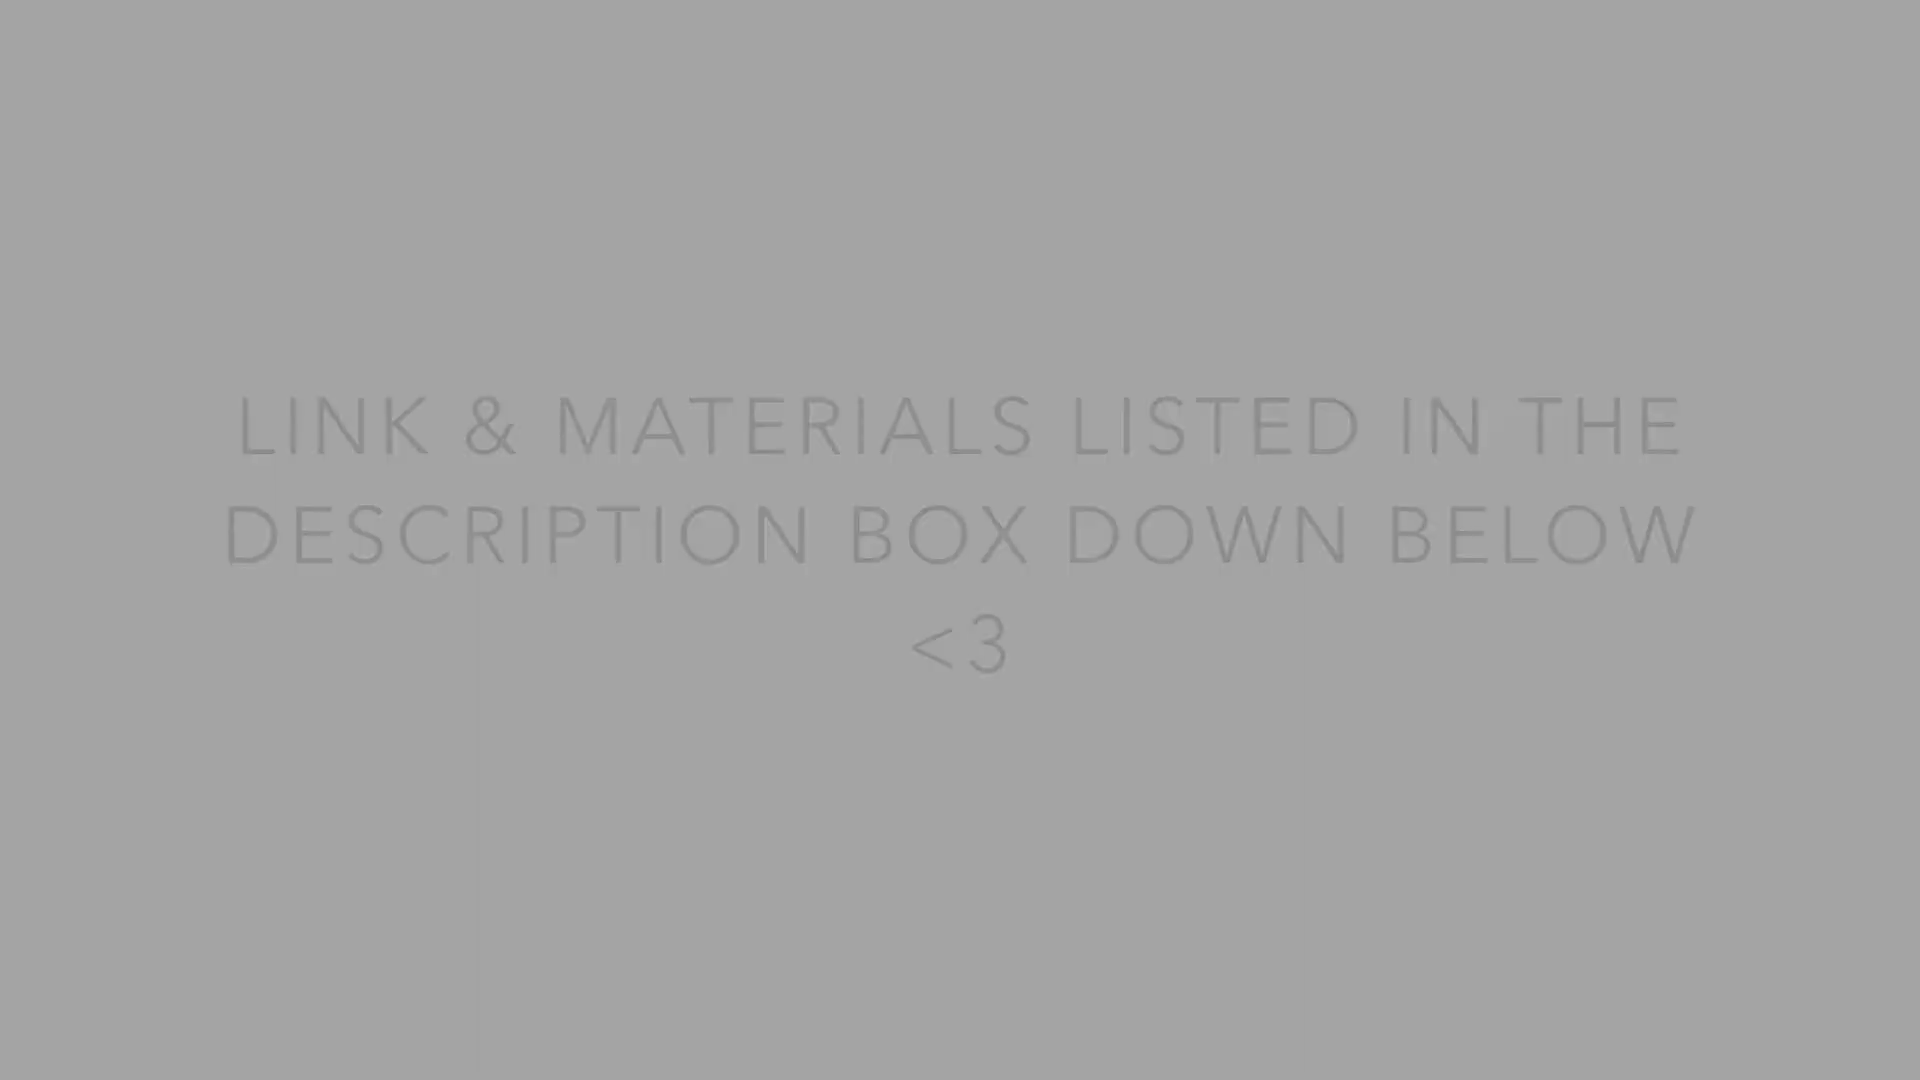 LINK & MATERIALS LISTED IN THE
DESCRIPTION BOX DOWN BELOW
<3